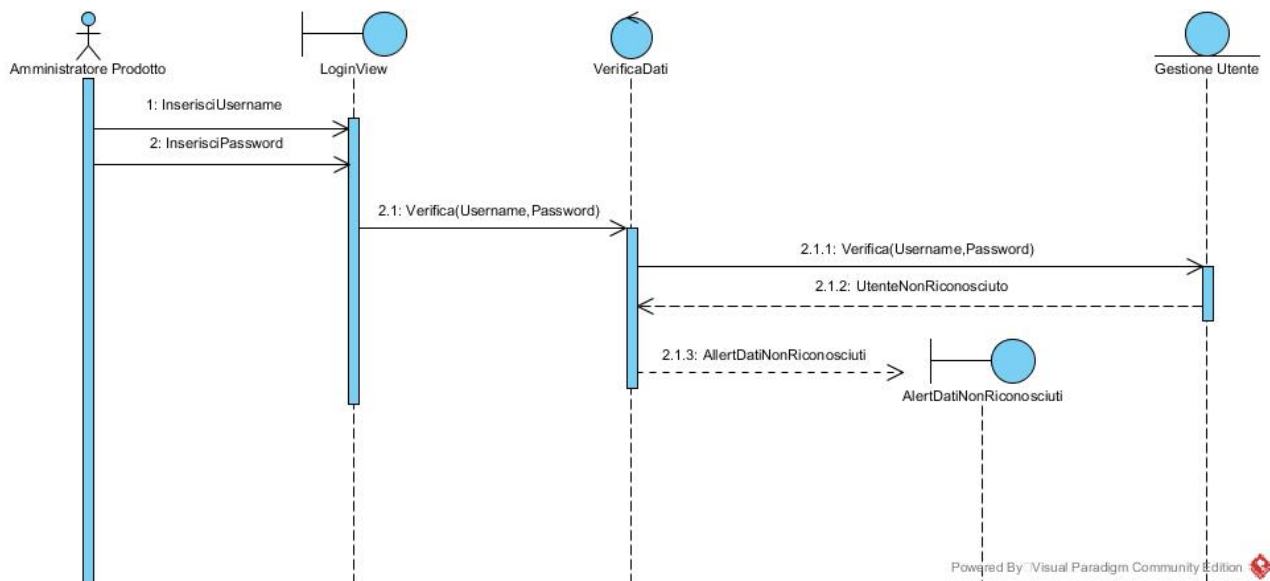 Amministratore Prodotto
LoginView
VerificaDati
Gestione Utente
1: InserisciUsername
2: InserisciPassword
2.1: Verifica(Username,Password)
2.1.1: Verifica(Username,Password)
2.1.2: UtenteNonRiconosciuto
2.1.3: AllertDatiNonRiconosciuti
AlertDatiNonRiconosciuti
Powered By Visual Paradigm Community Edition